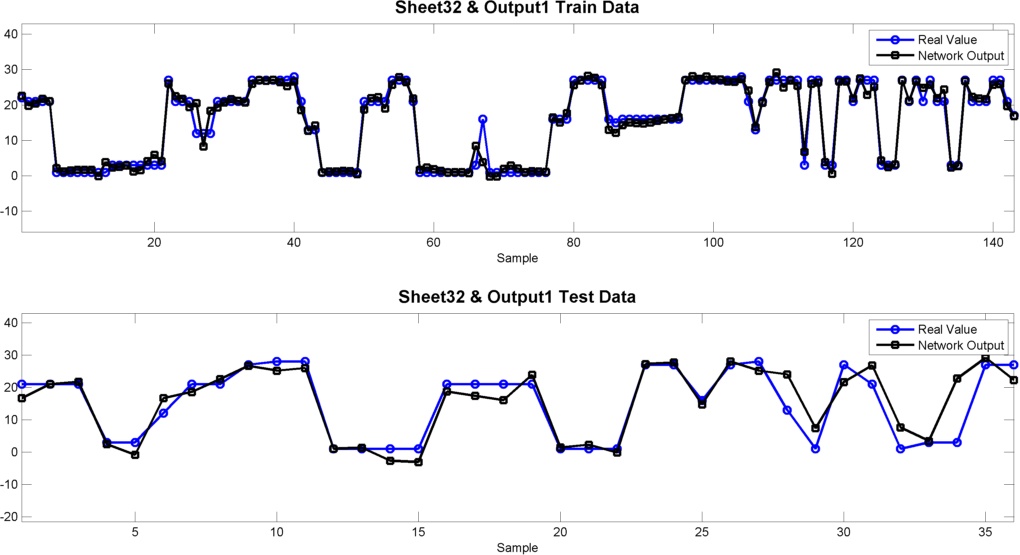 Sheet32 & Output1 Train Data
40
30
20
10
0
-10
Real Value
Network Output
20 40 60 80 100 120 140
Sample
Sheet32 & Output1 Test Data
40
30
20
10
0
-10
-20
Real Value
Network Output
5 10 15 20 25 30 35
Sample